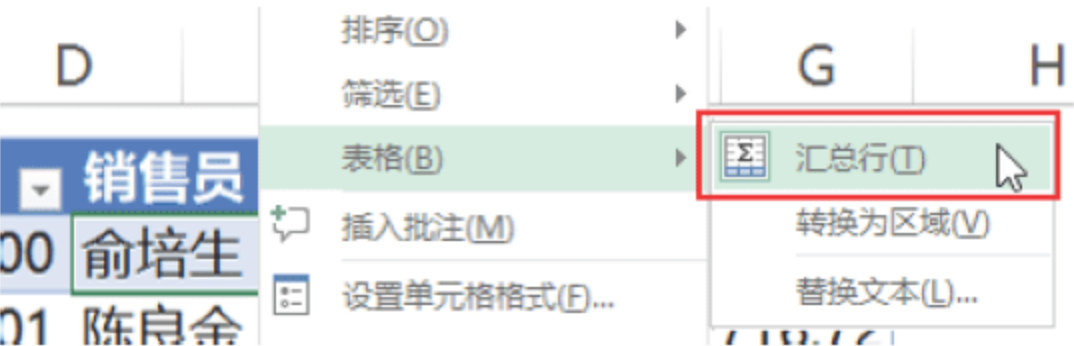 D G H
排序(O)
筛选(E)
表格(B)
汇总行(T)
插入批注(M)
转换为区域(V)
设置单元格格式(F)...
替换文本(L)...
销售员
00 俞培生
01 陈良金